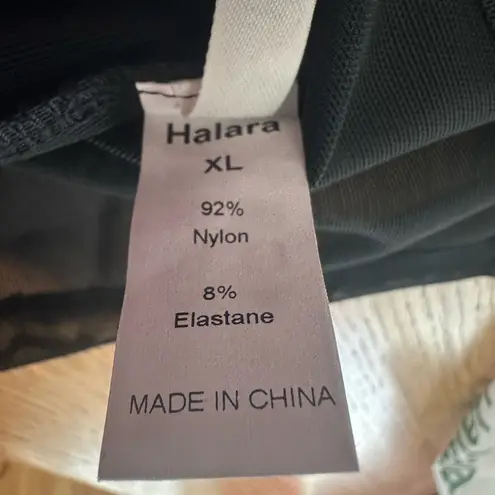 Halara
XL
92%
Nylon
8%
Elastane
MADE IN CHINA